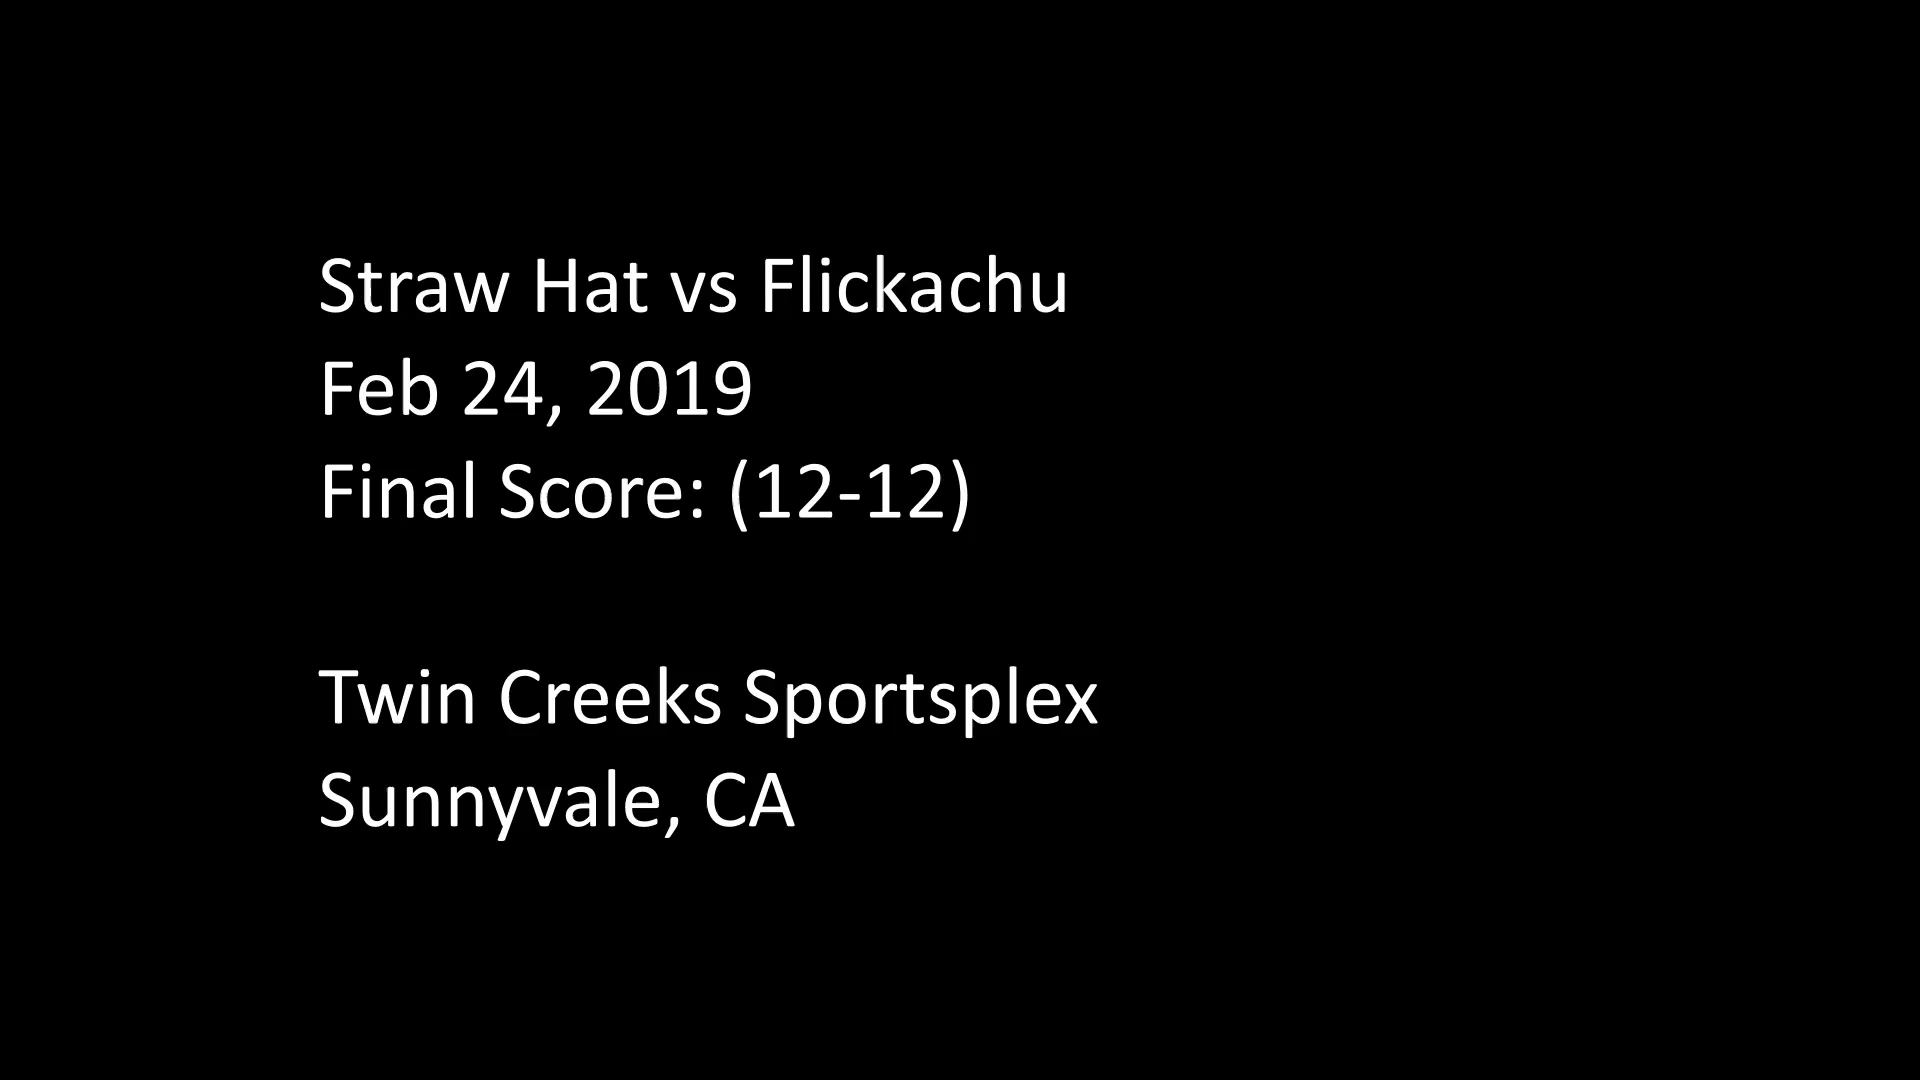 Straw Hat vs Flickachu
Feb 24, 2019
Final Score: (12-12)
Twin Creeks Sportsplex
Sunnyvale, CA